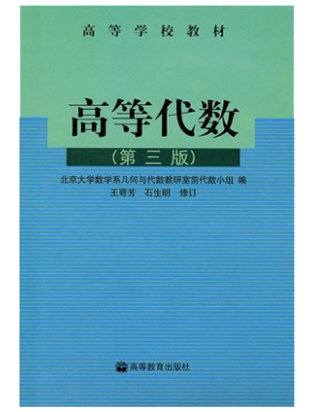 高等学校教材
高等代数
(第三版)
北京大学数学系几何与代数教研室前代数小组 编
王萼芳 石生明 修订
高等教育出版社